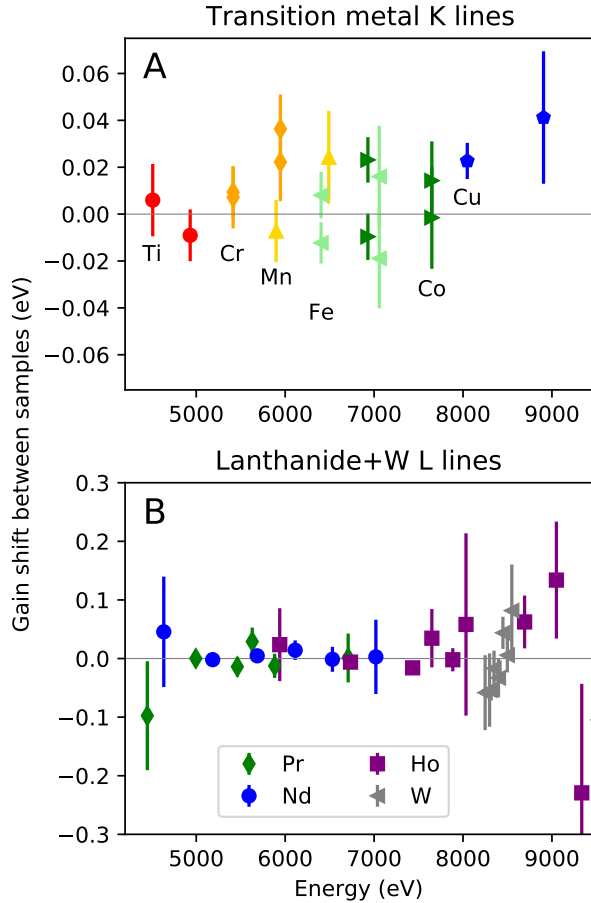 Transition metal K lines
A
0.06
0.04
0.02
0.00
−0.02
−0.04
−0.06
Ti
Cr
Mn
Fe
Co
Cu
5000 6000 7000 8000 9000
Gain shift between samples (eV)
Lanthanide+W L lines
B
0.3
0.2
0.1
0.0
−0.1
−0.2
−0.3
Pr Ho
Nd W
5000 6000 7000 8000 9000
Energy (eV)